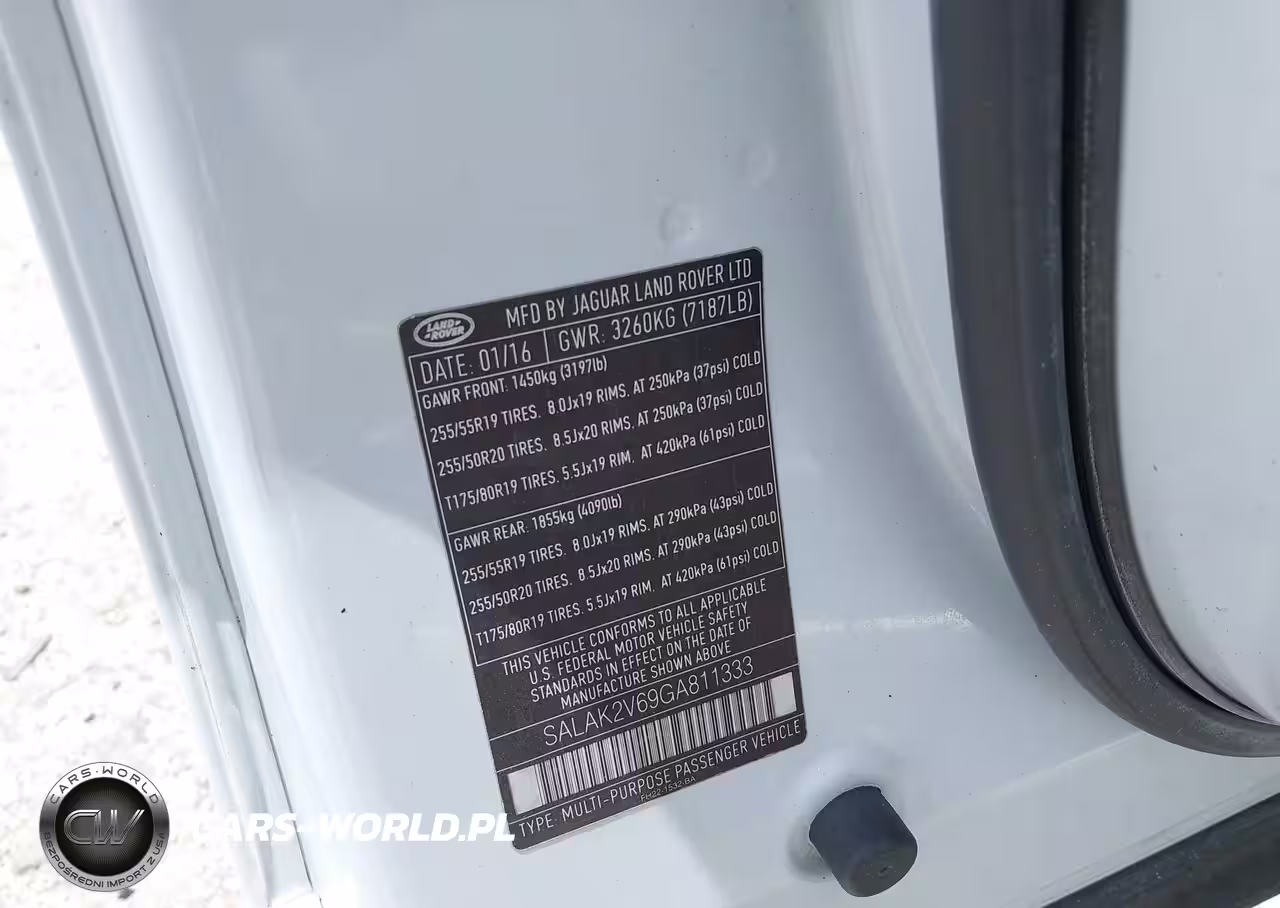 LAND ROVER
MFD BY JAGUAR LAND ROVER LTD
DATE: 01/16 GWR: 3260KG (7187LB)
GAWR FRONT: 1450kg (3197lb)
255/55R19 TIRES. 8.0Jx19 RIMS. AT 250kPa (37psi) COLD
255/50R20 TIRES. 8.5Jx20 RIMS. AT 250kPa (37psi) COLD
T175/80R19 TIRES. 5.5Jx19 RIM. AT 420kPa (61psi) COLD
GAWR REAR: 1855kg (4090lb)
255/55R19 TIRES. 8.0Jx19 RIMS. AT 290kPa (43psi) COLD
255/50R20 TIRES. 8.5Jx20 RIMS. AT 290kPa (43psi) COLD
T175/80R19 TIRES. 5.5Jx19 RIM. AT 420kPa (61psi) COLD
THIS VEHICLE CONFORMS TO ALL APPLICABLE
U.S. FEDERAL MOTOR VEHICLE SAFETY
STANDARDS IN EFFECT ON THE DATE OF
MANUFACTURE SHOWN ABOVE
SALAK2V69GA811333
TYPE: MULTI-PURPOSE PASSENGER VEHICLE
FH22-1532-BA
CARS-WORLD
CW
BEZPOŚREDNI IMPORT Z USA
CARS-WORLD.PL